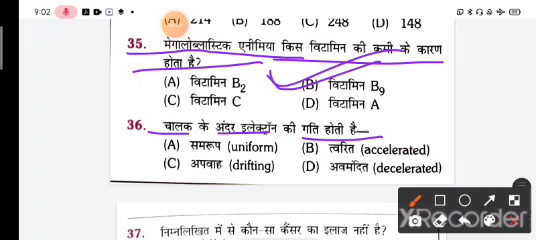 9:02
(A) 214 (B) 188 (C) 248 (D) 148
35. मेगालोब्लास्टिक एनीमिया किस विटामिन की कमी के कारण
होता है?
(A) विटामिन B2 (B) विटामिन B9
(C) विटामिन C (D) विटामिन A
36. चालक के अंदर इलेक्ट्रॉन की गति होती है—
(A) समरूप (uniform) (B) त्वरित (accelerated)
(C) अपवाह (drifting) (D) अवमंदित (decelerated)
XRecorder
37. निम्नलिखित में से कौन-सा कैंसर का इलाज नहीं है?